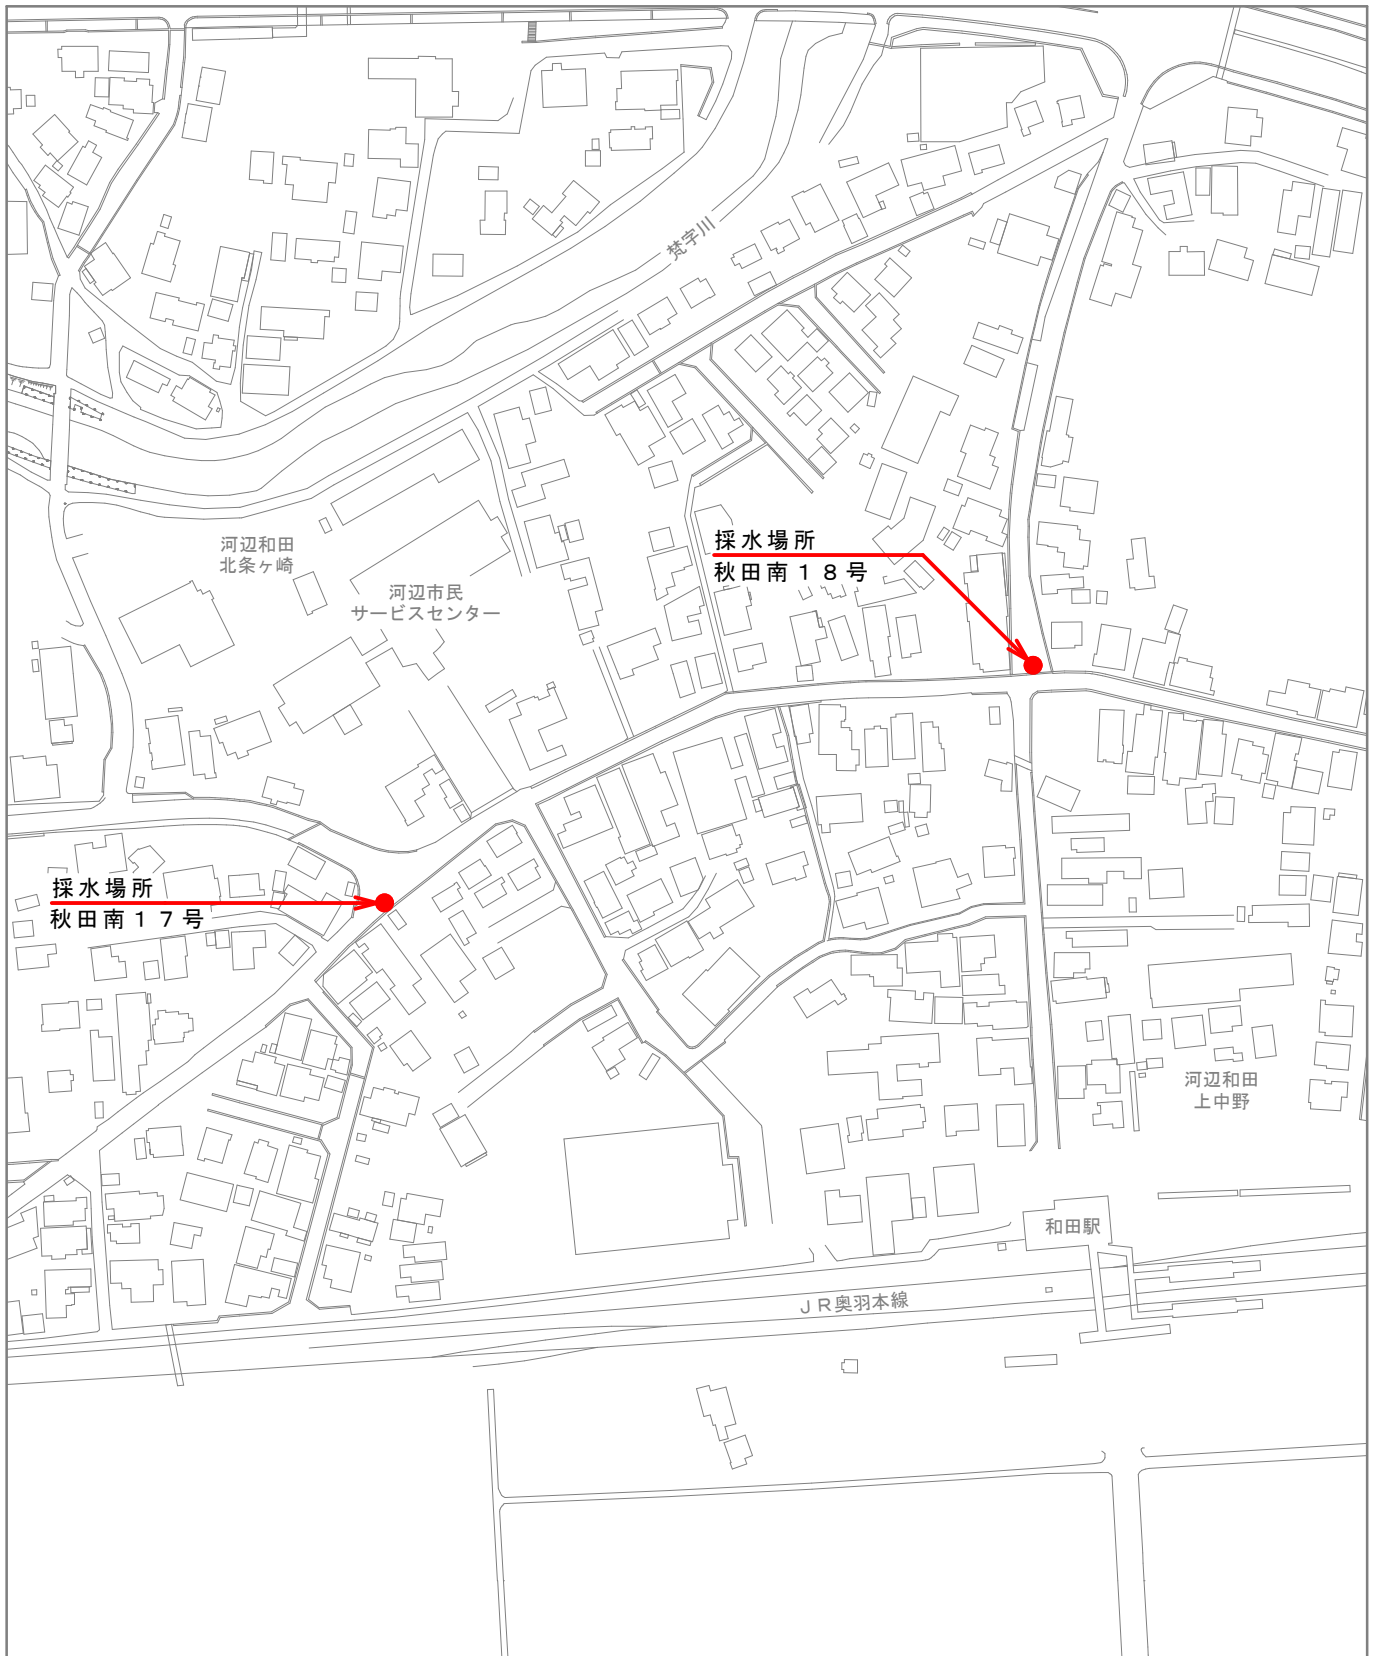 梵字川
採水場所
秋田南１８号
河辺和田
北条ヶ崎
河辺市民
サービスセンター
採水場所
秋田南１７号
河辺和田
上中野
和田駅
ＪＲ奥羽本線